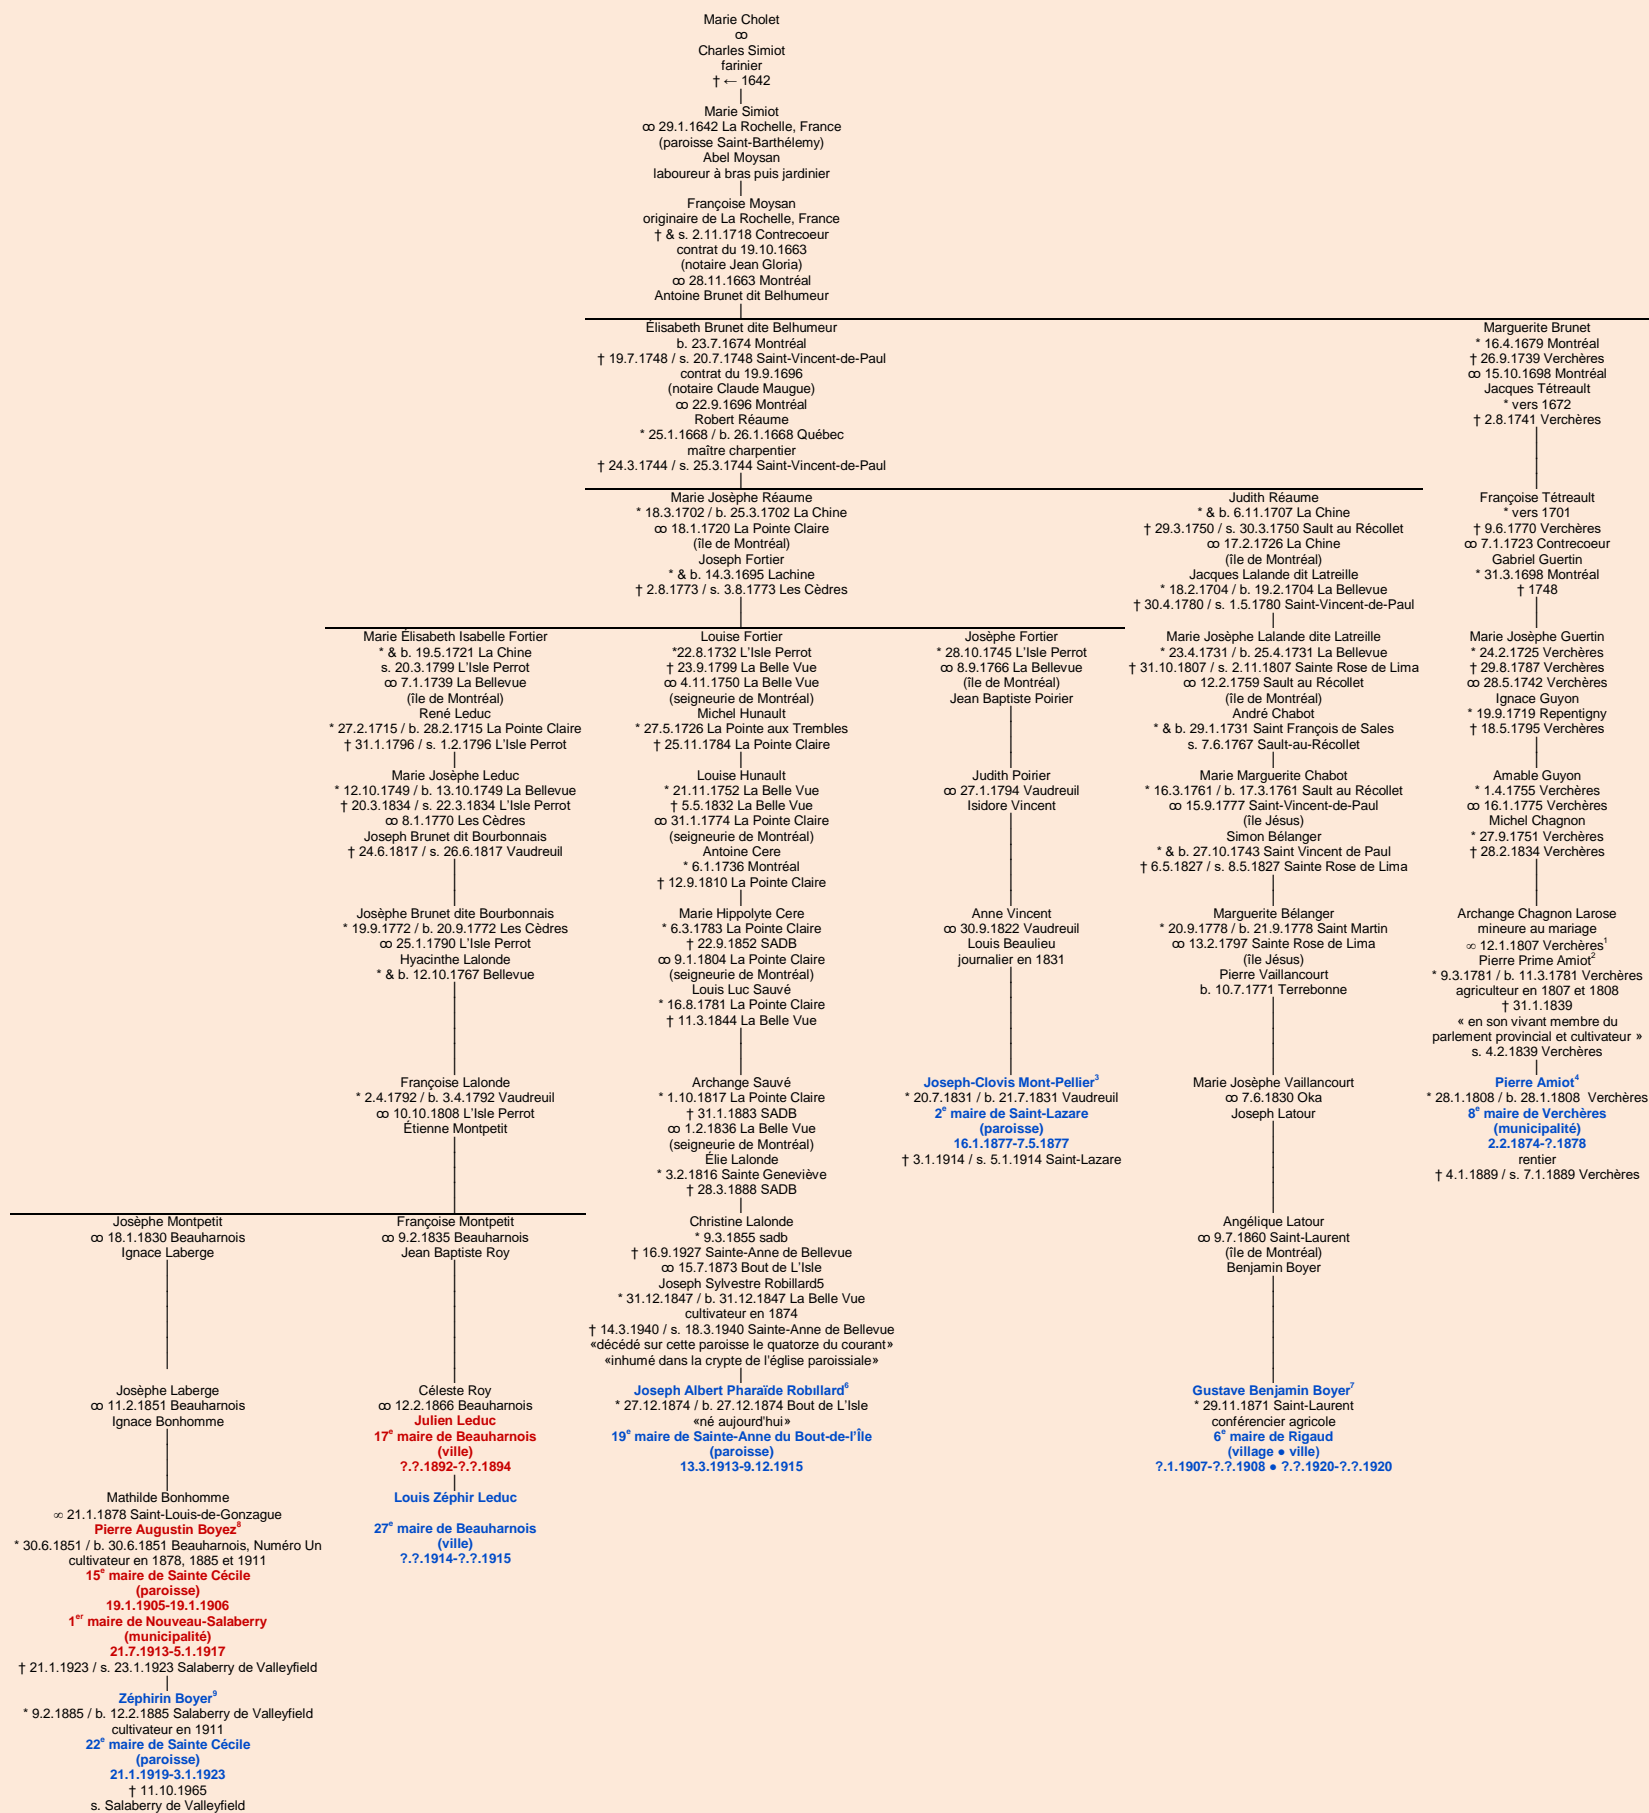 Marie Cholet
ꝏ
Charles Simiot
farinier
† ← 1642
Marie Simiot
ꝏ 29.1.1642 La Rochelle, France
(paroisse Saint-Barthélemy)
Abel Moysan
laboureur à bras puis jardinier
Françoise Moysan
originaire de La Rochelle, France
† & s. 2.11.1718 Contrecoeur
contrat du 19.10.1663
(notaire Jean Gloria)
ꝏ 28.11.1663 Montréal
Antoine Brunet dit Belhumeur
Élisabeth Brunet dite Belhumeur
b. 23.7.1674 Montréal
† 19.7.1748 / s. 20.7.1748 Saint-Vincent-de-Paul
contrat du 19.9.1696
(notaire Claude Maugue)
ꝏ 22.9.1696 Montréal
Robert Réaume
* 25.1.1668 / b. 26.1.1668 Québec
maître charpentier
† 24.3.1744 / s. 25.3.1744 Saint-Vincent-de-Paul
Marguerite Brunet
* 16.4.1679 Montréal
† 26.9.1739 Verchères
ꝏ 15.10.1698 Montréal
Jacques Tétreault
* vers 1672
† 2.8.1741 Verchères
Marie Josèphe Réaume
* 18.3.1702 / b. 25.3.1702 La Chine
ꝏ 18.1.1720 La Pointe Claire
(île de Montréal)
Joseph Fortier
* & b. 14.3.1695 Lachine
† 2.8.1773 / s. 3.8.1773 Les Cèdres
Judith Réaume
* & b. 6.11.1707 La Chine
† 29.3.1750 / s. 30.3.1750 Sault au Récollet
ꝏ 17.2.1726 La Chine
(île de Montréal)
Jacques Lalande dit Latreille
* 18.2.1704 / b. 19.2.1704 La Bellevue
† 30.4.1780 / s. 1.5.1780 Saint-Vincent-de-Paul
Françoise Tétreault
* vers 1701
† 9.6.1770 Verchères
ꝏ 7.1.1723 Contrecoeur
Gabriel Guertin
* 31.3.1698 Montréal
† 1748
Marie Élisabeth Isabelle Fortier
* & b. 19.5.1721 La Chine
s. 20.3.1799 L'Isle Perrot
ꝏ 7.1.1739 La Bellevue
(île de Montréal)
René Leduc
* 27.2.1715 / b. 28.2.1715 La Pointe Claire
† 31.1.1796 / s. 1.2.1796 L'Isle Perrot
Louise Fortier
*22.8.1732 L'Isle Perrot
† 23.9.1799 La Belle Vue
ꝏ 4.11.1750 La Belle Vue
(seigneurie de Montréal)
Michel Hunault
* 27.5.1726 La Pointe aux Trembles
† 25.11.1784 La Pointe Claire
Josèphe Fortier
* 28.10.1745 L'Isle Perrot
ꝏ 8.9.1766 La Bellevue
(île de Montréal)
Jean Baptiste Poirier
Marie Josèphe Lalande dite Latreille
* 23.4.1731 / b. 25.4.1731 La Bellevue
† 31.10.1807 / s. 2.11.1807 Sainte Rose de Lima
ꝏ 12.2.1759 Sault au Récollet
(île de Montréal)
André Chabot
* & b. 29.1.1731 Saint François de Sales
s. 7.6.1767 Sault-au-Récollet
Marie Josèphe Guertin
* 24.2.1725 Verchères
† 29.8.1787 Verchères
ꝏ 28.5.1742 Verchères
Ignace Guyon
* 19.9.1719 Repentigny
† 18.5.1795 Verchères
Marie Josèphe Leduc
* 12.10.1749 / b. 13.10.1749 La Bellevue
† 20.3.1834 / s. 22.3.1834 L'Isle Perrot
ꝏ 8.1.1770 Les Cèdres
Joseph Brunet dit Bourbonnais
† 24.6.1817 / s. 26.6.1817 Vaudreuil
Louise Hunault
* 21.11.1752 La Belle Vue
† 5.5.1832 La Belle Vue
ꝏ 31.1.1774 La Pointe Claire
(seigneurie de Montréal)
Antoine Cere
* 6.1.1736 Montréal
† 12.9.1810 La Pointe Claire
Judith Poirier
ꝏ 27.1.1794 Vaudreuil
Isidore Vincent
Marie Marguerite Chabot
* 16.3.1761 / b. 17.3.1761 Sault au Récollet
ꝏ 15.9.1777 Saint-Vincent-de-Paul
(île Jésus)
Simon Bélanger
* & b. 27.10.1743 Saint Vincent de Paul
† 6.5.1827 / s. 8.5.1827 Sainte Rose de Lima
Amable Guyon
* 1.4.1755 Verchères
ꝏ 16.1.1775 Verchères
Michel Chagnon
* 27.9.1751 Verchères
† 28.2.1834 Verchères
Josèphe Brunet dite Bourbonnais
* 19.9.1772 / b. 20.9.1772 Les Cèdres
ꝏ 25.1.1790 L'Isle Perrot
Hyacinthe Lalonde
* & b. 12.10.1767 Bellevue
Marie Hippolyte Cere
* 6.3.1783 La Pointe Claire
† 22.9.1852 SADB
ꝏ 9.1.1804 La Pointe Claire
(seigneurie de Montréal)
Louis Luc Sauvé
* 16.8.1781 La Pointe Claire
† 11.3.1844 La Belle Vue
Anne Vincent
ꝏ 30.9.1822 Vaudreuil
Louis Beaulieu
journalier en 1831
Marguerite Bélanger
* 20.9.1778 / b. 21.9.1778 Saint Martin
ꝏ 13.2.1797 Sainte Rose de Lima
(île Jésus)
Pierre Vaillancourt
b. 10.7.1771 Terrebonne
Archange Chagnon Larose
mineure au mariage
∞ 12.1.1807 Verchères¹
Pierre Prime Amiot²
* 9.3.1781 / b. 11.3.1781 Verchères
agriculteur en 1807 et 1808
† 31.1.1839
« en son vivant membre du
parlement provincial et cultivateur »
s. 4.2.1839 Verchères
Françoise Lalonde
* 2.4.1792 / b. 3.4.1792 Vaudreuil
ꝏ 10.10.1808 L'Isle Perrot
Étienne Montpetit
Archange Sauvé
* 1.10.1817 La Pointe Claire
† 31.1.1883 SADB
ꝏ 1.2.1836 La Belle Vue
(seigneurie de Montréal)
Élie Lalonde
* 3.2.1816 Sainte Geneviève
† 28.3.1888 SADB
Joseph-Clovis Mont-Pellier³
* 20.7.1831 / b. 21.7.1831 Vaudreuil
2e maire de Saint-Lazare
(paroisse)
16.1.1877-7.5.1877
† 3.1.1914 / s. 5.1.1914 Saint-Lazare
Marie Josèphe Vaillancourt
ꝏ 7.6.1830 Oka
Joseph Latour
Pierre Amiot⁴
* 28.1.1808 / b. 28.1.1808 Verchères
8e maire de Verchères
(municipalité)
2.2.1874-?.1878
rentier
† 4.1.1889 / s. 7.1.1889 Verchères
Josèphe Montpetit
ꝏ 18.1.1830 Beauharnois
Ignace Laberge
Françoise Montpetit
ꝏ 9.2.1835 Beauharnois
Jean Baptiste Roy
Christine Lalonde
* 9.3.1855 sadb
† 16.9.1927 Sainte-Anne de Bellevue
ꝏ 15.7.1873 Bout de L'Isle
Joseph Sylvestre Robillard5
* 31.12.1847 / b. 31.12.1847 La Belle Vue
cultivateur en 1874
† 14.3.1940 / s. 18.3.1940 Sainte-Anne de Bellevue
«décédé sur cette paroisse le quatorze du courant»
«inhumé dans la crypte de l'église paroissiale»
Angélique Latour
ꝏ 9.7.1860 Saint-Laurent
(île de Montréal)
Benjamin Boyer
Josèphe Laberge
ꝏ 11.2.1851 Beauharnois
Ignace Bonhomme
Céleste Roy
ꝏ 12.2.1866 Beauharnois
Julien Leduc
17e maire de Beauharnois
(ville)
?.?.1892-?.?.1894
Joseph Albert Pharaïde Robillard⁶
* 27.12.1874 / b. 27.12.1874 Bout de L'Isle
«né aujourd'hui»
19e maire de Sainte-Anne du Bout-de-l'Île
(paroisse)
13.3.1913-9.12.1915
Gustave Benjamin Boyer⁷
* 29.11.1871 Saint-Laurent
conférencier agricole
6e maire de Rigaud
(village ● ville)
?.1.1907-?.?.1908 ● ?.?.1920-?.?.1920
Mathilde Bonhomme
∞ 21.1.1878 Saint-Louis-de-Gonzague
Pierre Augustin Boyez⁸
* 30.6.1851 / b. 30.6.1851 Beauharnois, Numéro Un
cultivateur en 1878, 1885 et 1911
15e maire de Sainte Cécile
(paroisse)
19.1.1905-19.1.1906
1er maire de Nouveau-Salaberry
(municipalité)
21.7.1913-5.1.1917
† 21.1.1923 / s. 23.1.1923 Salaberry de Valleyfield
Louis Zéphir Leduc
27e maire de Beauharnois
(ville)
?.?.1914-?.?.1915
Zéphirin Boyer⁹
* 9.2.1885 / b. 12.2.1885 Salaberry de Valleyfield
cultivateur en 1911
22e maire de Sainte Cécile
(paroisse)
21.1.1919-3.1.1923
† 11.10.1965
s. Salaberry de Valleyfield